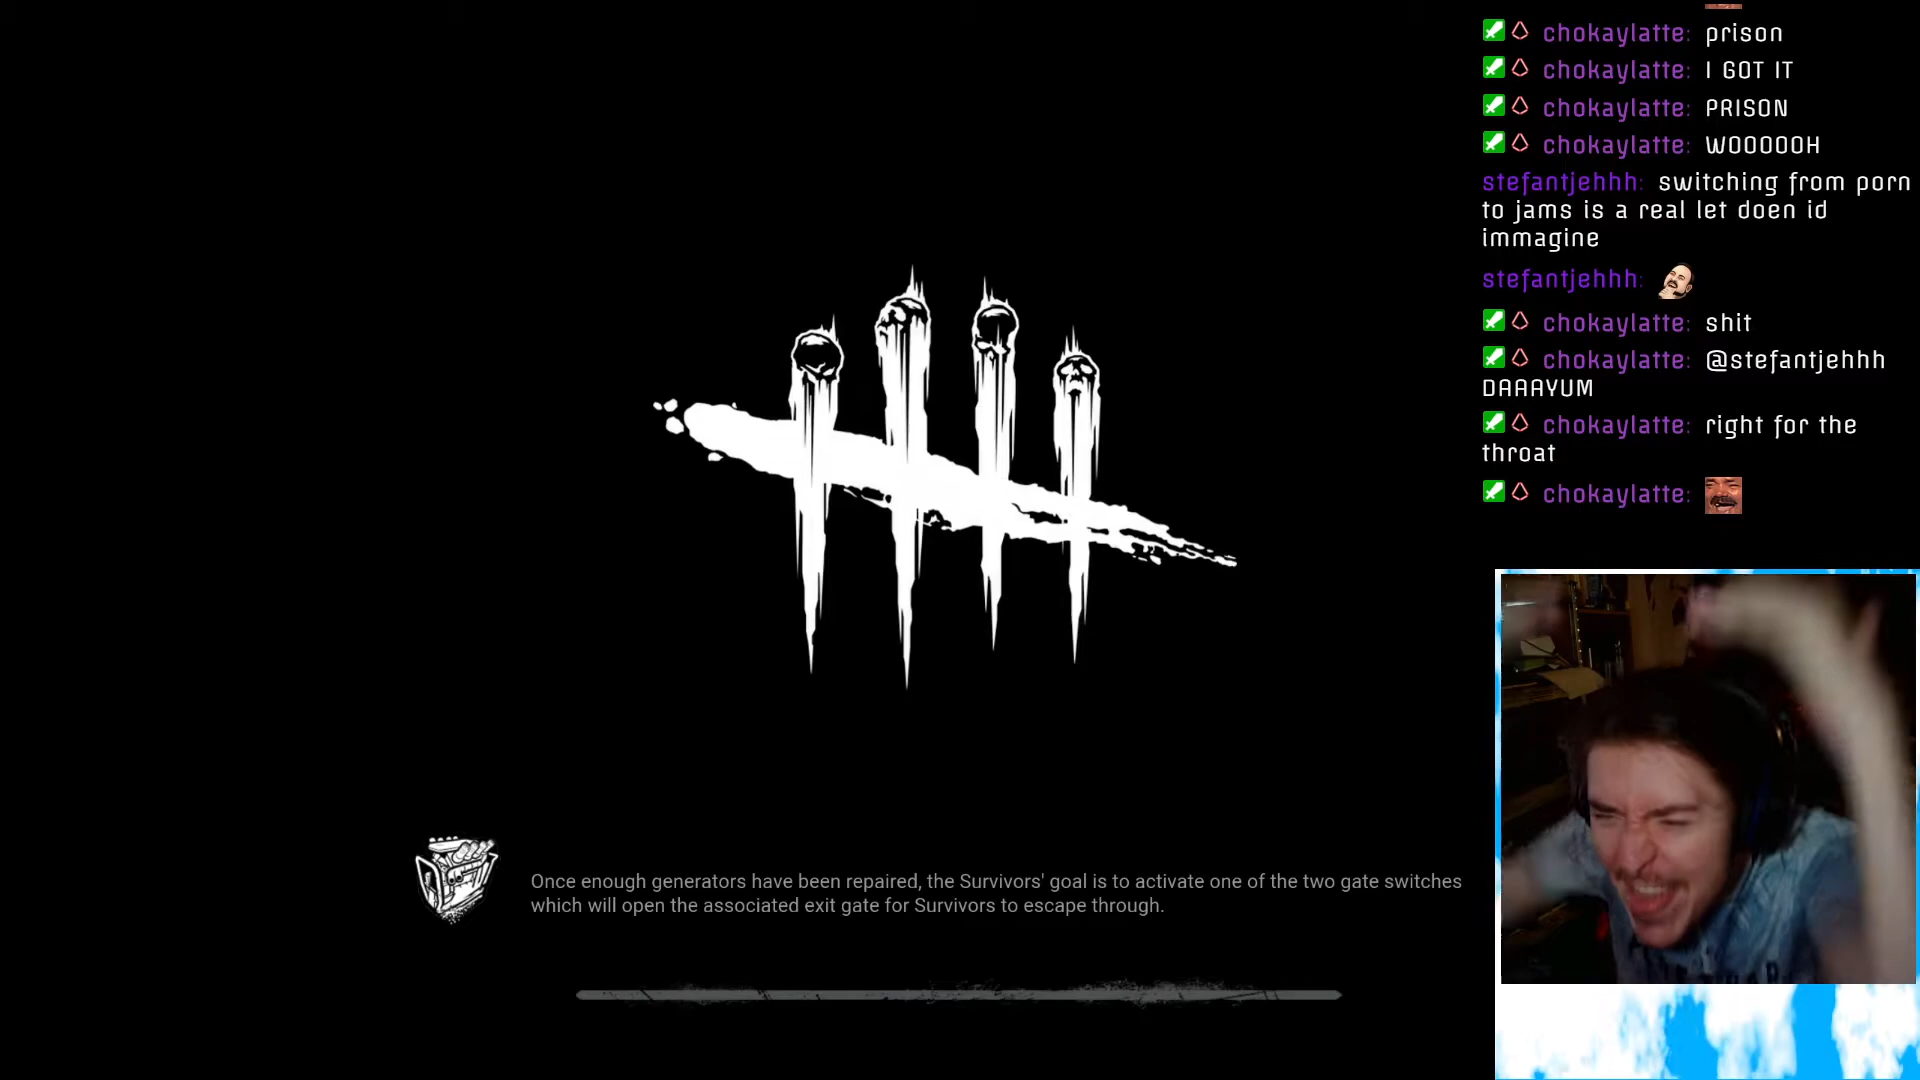 chokaylatte: prison
chokaylatte: I GOT IT
chokaylatte: PRISON
chokaylatte: WOOOOOH
stefantjehhh: switching from porn
to jams is a real let doen id
immagine
stefantjehhh:
chokaylatte: shit
chokaylatte: @stefantjehhh
DAAAYUM
chokaylatte: right for the
throat
chokaylatte:
Once enough generators have been repaired, the Survivors' goal is to activate one of the two gate switches
which will open the associated exit gate for Survivors to escape through.